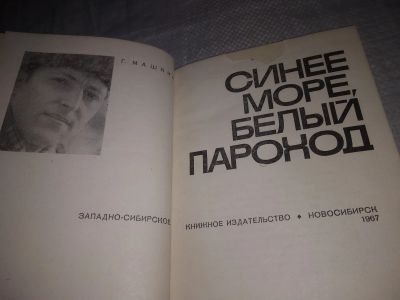 Г. МАШКИН
СИНЕЕ
МОРЕ,
БЕЛЫЙ
ПАРОХОД
ЗАПАДНО-СИБИРСКОЕ КНИЖНОЕ ИЗДАТЕЛЬСТВО • НОВОСИБИРСК
1967